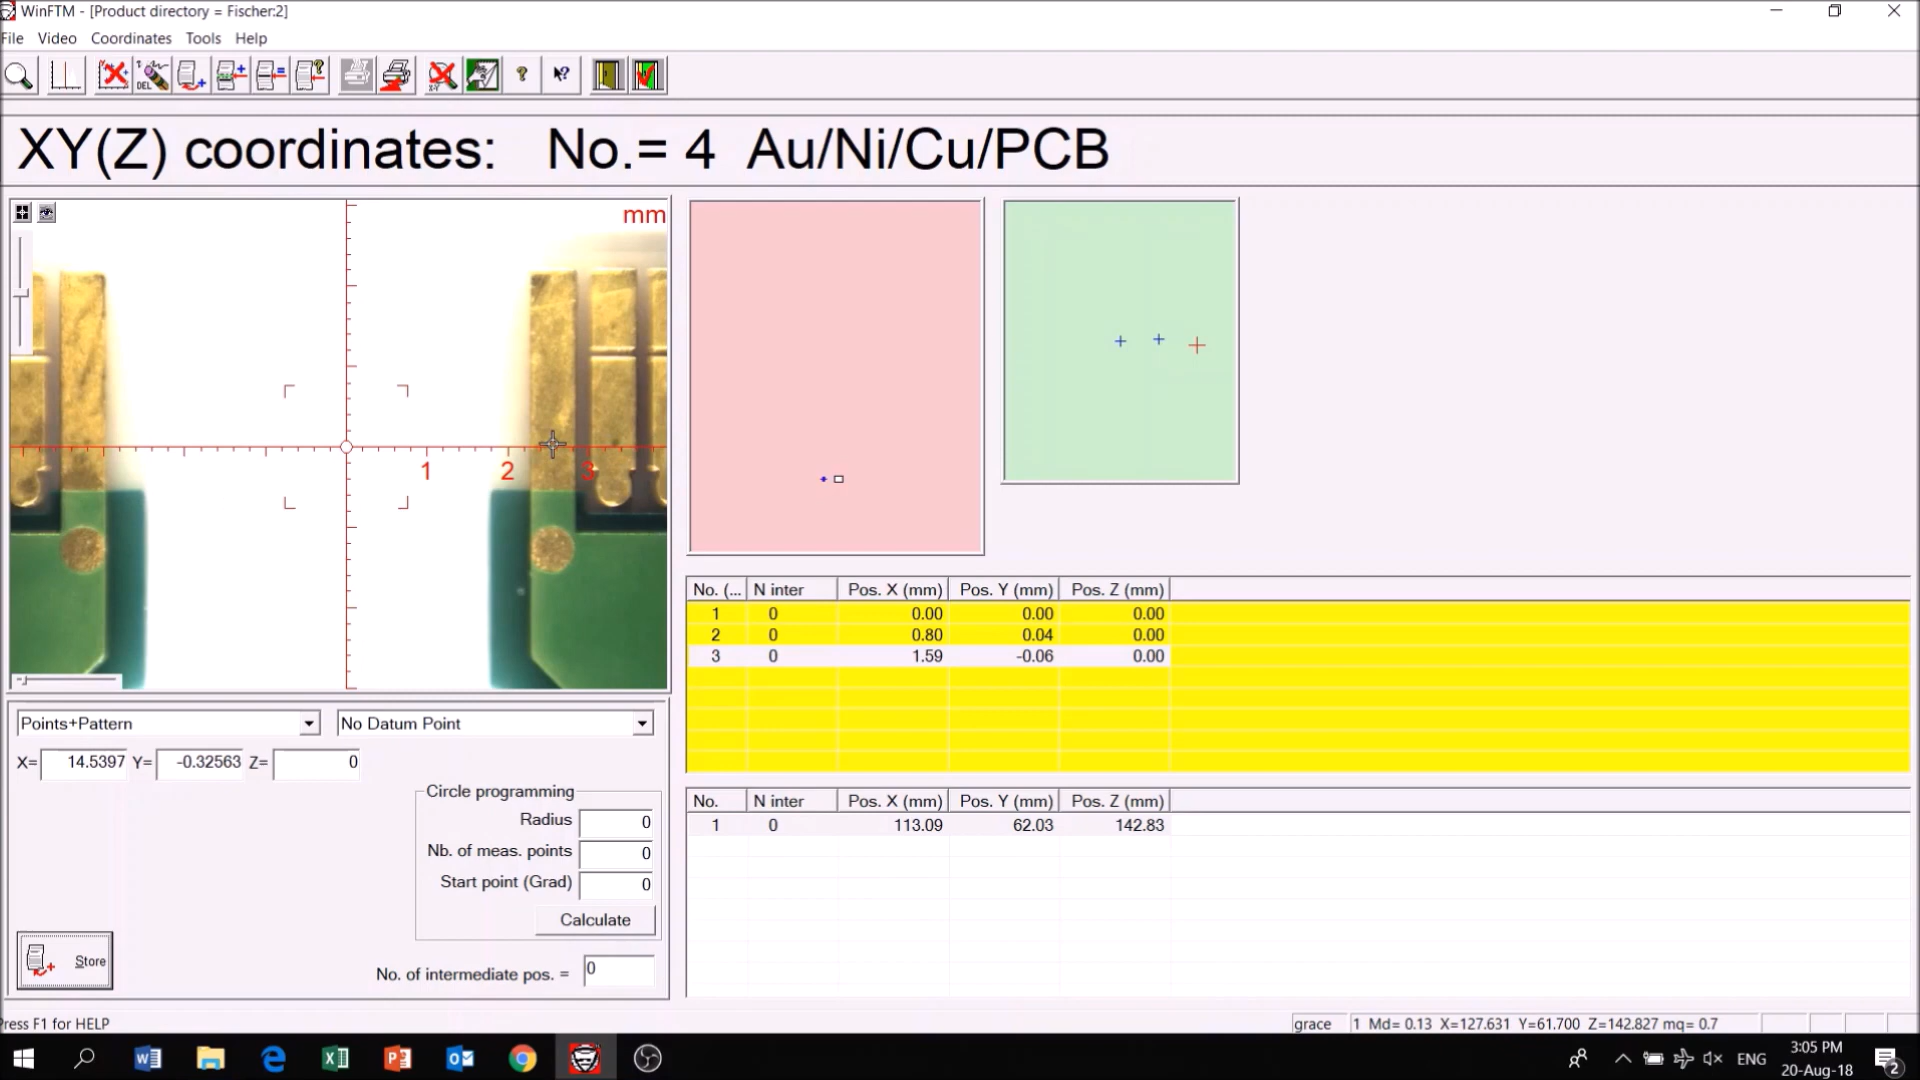 WinFTM - [Product directory = Fischer:2]
File Video Coordinates Tools Help
XY(Z) coordinates: No.= 4 Au/Ni/Cu/PCB
mm
1 2 3
No. (... N inter Pos. X (mm) Pos. Y (mm) Pos. Z (mm)
1 0 0.00 0.00 0.00
2 0 0.80 0.04 0.00
3 0 1.59 -0.06 0.00
Points+Pattern No Datum Point
X= 14.5397 Y= -0.32563 Z= 0
Circle programming
Radius 0
Nb. of meas. points 0
Start point (Grad) 0
Calculate
Store
No. of intermediate pos. = 0
No. N inter Pos. X (mm) Pos. Y (mm) Pos. Z (mm)
1 0 113.09 62.03 142.83
Press F1 for HELP
grace 1 Md= 0.13 X=127.631 Y=61.700 Z=142.827 mq= 0.7
ENG 3:05 PM
20-Aug-18 2